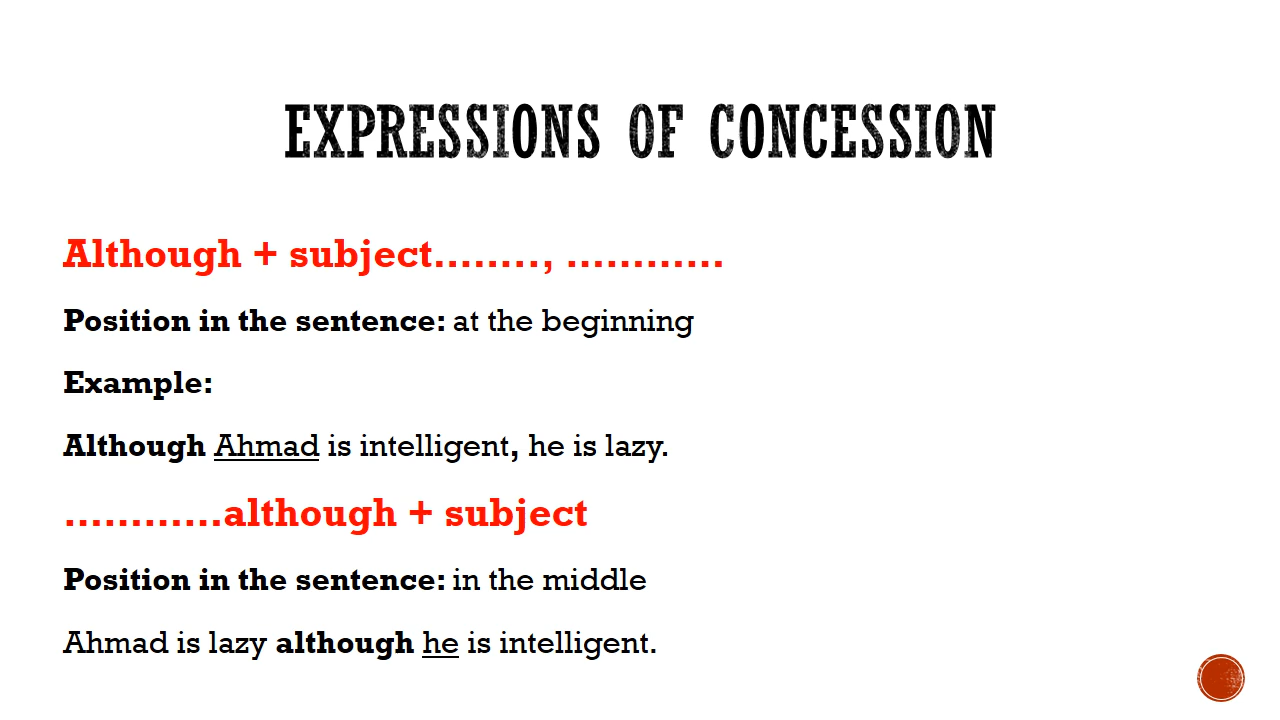 EXPRESSIONS OF CONCESSION
Although + subject........, ............
Position in the sentence: at the beginning
Example:
Although Ahmad is intelligent, he is lazy.
............although + subject
Position in the sentence: in the middle
Ahmad is lazy although he is intelligent.